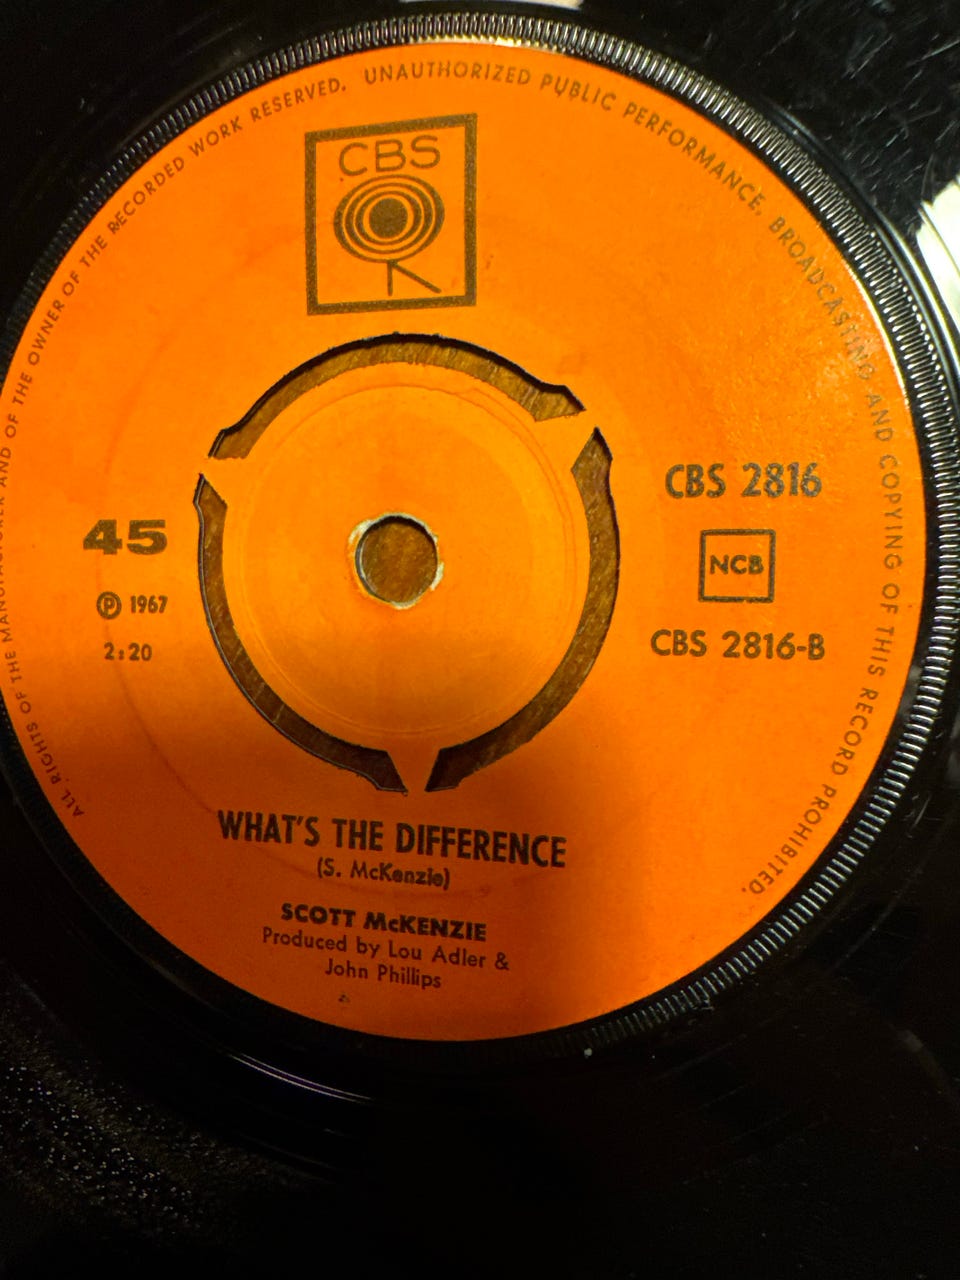 ALL RIGHTS OF THE MANUFACTURER AND OF THE OWNER OF THE RECORDED WORK RESERVED. UNAUTHORIZED PUBLIC PERFORMANCE, BROADCASTING AND COPYING OF THIS RECORD PROHIBITED.
CBS
CBS 2816
45
NCB
Ⓟ 1967
CBS 2816-B
2:20
WHAT'S THE DIFFERENCE
(S. McKenzie)
SCOTT McKENZIE
Produced by Lou Adler &
John Phillips